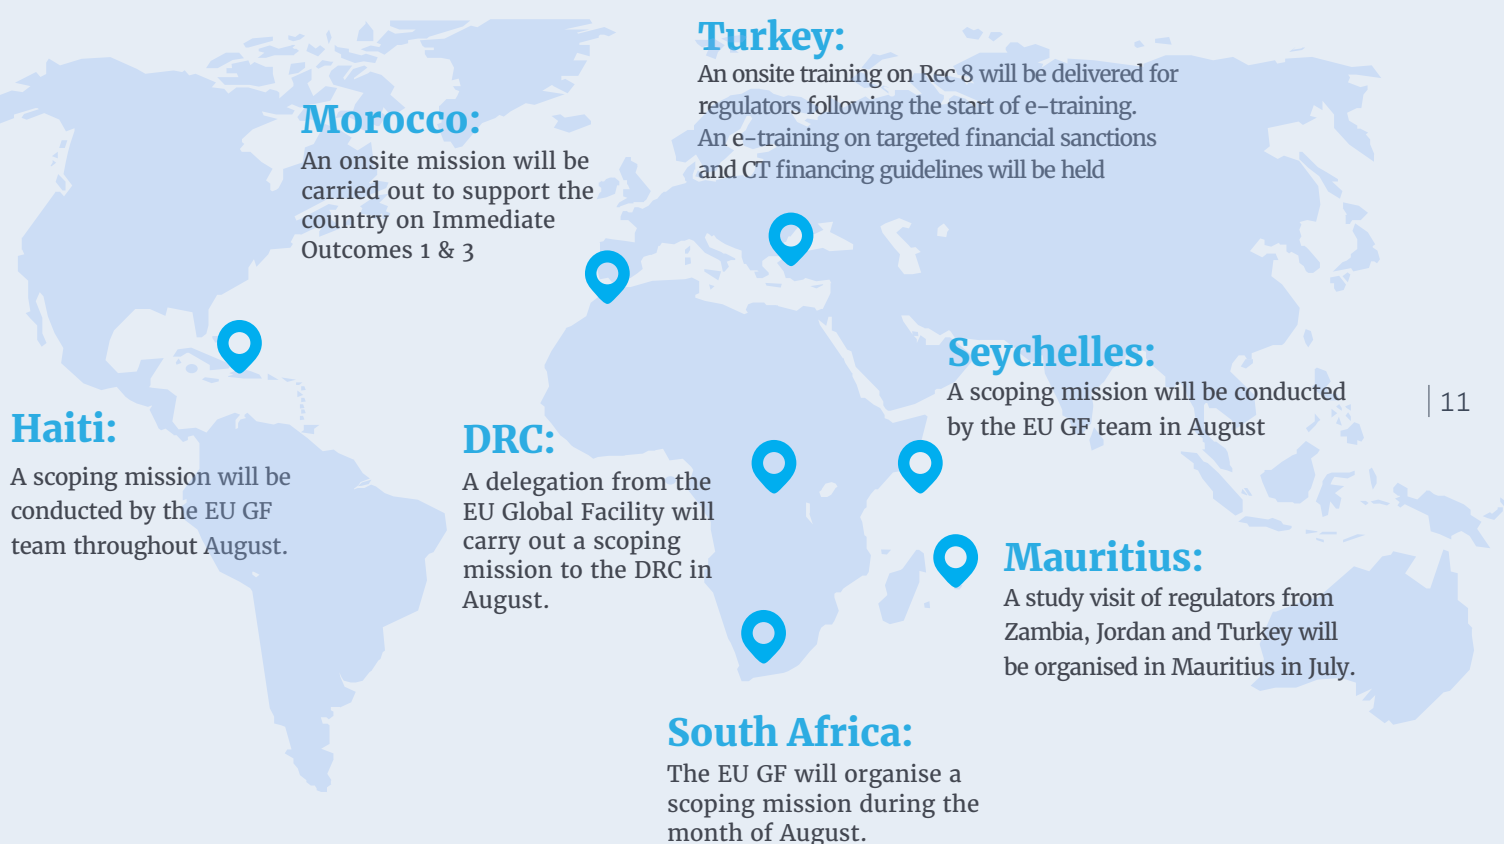 Turkey:
An onsite training on Rec 8 will be delivered for
regulators following the start of e-training.
An e-training on targeted financial sanctions
and CT financing guidelines will be held
Morocco:
An onsite mission will be
carried out to support the
country on Immediate
Outcomes 1 & 3
Seychelles:
A scoping mission will be conducted
by the EU GF team in August
11
Haiti:
A scoping mission will be
conducted by the EU GF
team throughout August.
DRC:
A delegation from the
EU Global Facility will
carry out a scoping
mission to the DRC in
August.
Mauritius:
A study visit of regulators from
Zambia, Jordan and Turkey will
be organised in Mauritius in July.
South Africa:
The EU GF will organise a
scoping mission during the
month of August.